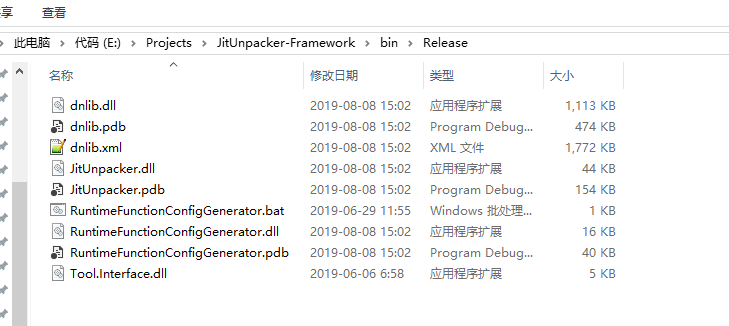 享 查看
此电脑 › 代码 (E:) › Projects › JitUnpacker-Framework › bin › Release
名称 修改日期 类型 大小
dnlib.dll 2019-08-08 15:02 应用程序扩展 1,113 KB
dnlib.pdb 2019-08-08 15:02 Program Debug... 474 KB
dnlib.xml 2019-08-08 15:02 XML 文件 1,772 KB
JitUnpacker.dll 2019-08-08 15:02 应用程序扩展 44 KB
JitUnpacker.pdb 2019-08-08 15:02 Program Debug... 154 KB
RuntimeFunctionConfigGenerator.bat 2019-06-29 11:55 Windows 批处理... 1 KB
RuntimeFunctionConfigGenerator.dll 2019-08-08 15:02 应用程序扩展 16 KB
RuntimeFunctionConfigGenerator.pdb 2019-08-08 15:02 Program Debug... 40 KB
Tool.Interface.dll 2019-06-06 6:58 应用程序扩展 5 KB